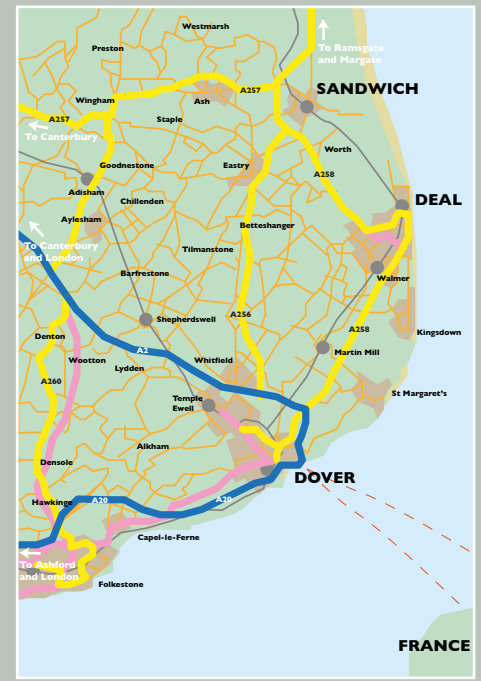 Westmarsh
Preston
To Ramsgate
and Margate
A257
SANDWICH
Wingham
Ash
A257
Staple
To Canterbury
Worth
Goodnestone
Eastry
A258
Adisham
Chillenden
DEAL
Aylesham
Betteshanger
To Canterbury
and London
Tilmanstone
Barfrestone
Walmer
A256
Shepherdswell
A258
Kingsdown
Denton
A2
Martin Mill
Wootton
Whitfield
Lydden
A260
St Margaret's
Temple
Ewell
Alkham
Densole
DOVER
Hawkinge
A20
A20
Capel-le-Ferne
To Ashford
and London
Folkestone
FRANCE